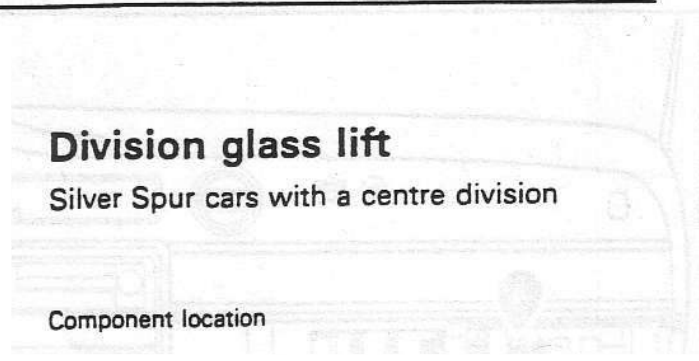 Division glass lift
Silver Spur cars with a centre division
Component location